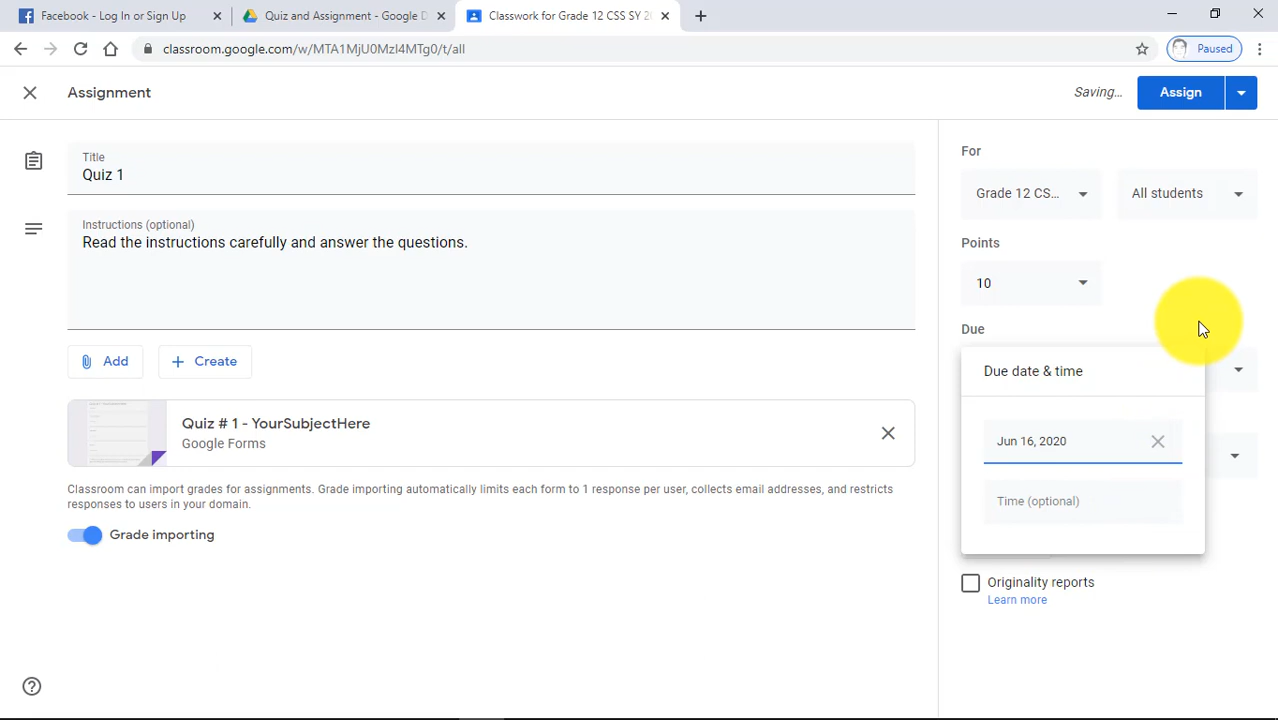 Facebook - Log In or Sign Up
Quiz and Assignment - Google D
Classwork for Grade 12 CSS SY 20
classroom.google.com/w/MTA1MjU0MzI4MTg0/t/all
Paused
Assignment
Saving...
Assign
Title
Quiz 1
Instructions (optional)
Read the instructions carefully and answer the questions.
Add
Create
Quiz # 1 - YourSubjectHere
Google Forms
Classroom can import grades for assignments. Grade importing automatically limits each form to 1 response per user, collects email addresses, and restricts
responses to users in your domain.
Grade importing
For
Grade 12 CS...
All students
Points
10
Due
Due date & time
Jun 16, 2020
Time (optional)
Originality reports
Learn more